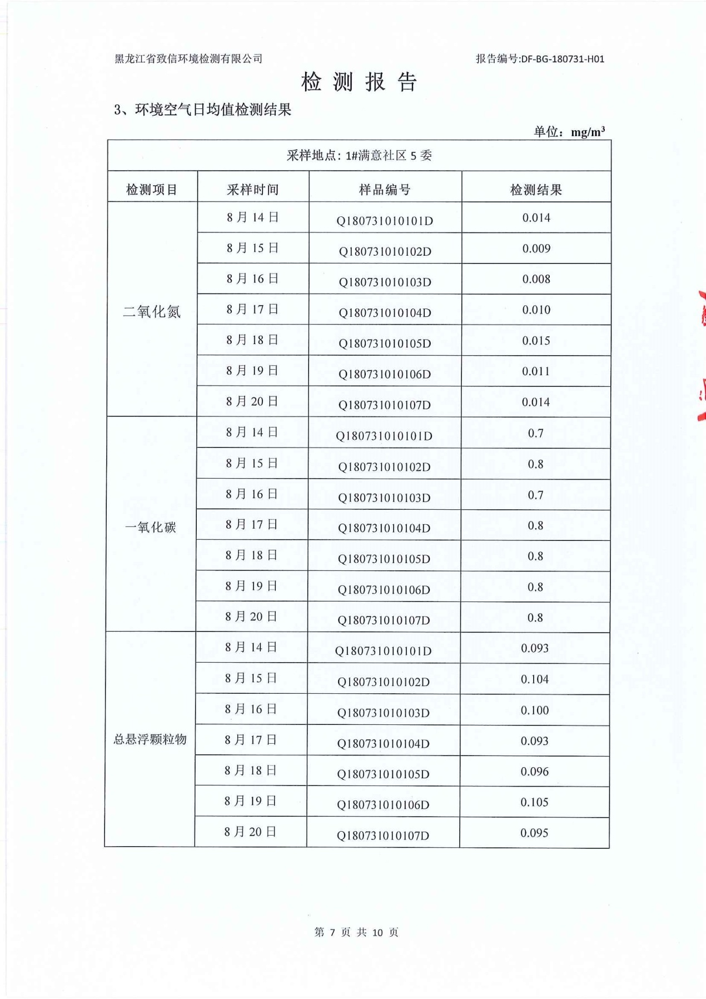 黑龙江省致信环境检测有限公司 报告编号:DF-BG-180731-H01
检测报告
3、环境空气日均值检测结果
单位：mg/m³
采样地点：1#满意社区 5 委
检测项目 采样时间 样品编号 检测结果
二氧化氮
8 月 14 日 Q180731010101D 0.014
8 月 15 日 Q180731010102D 0.009
8 月 16 日 Q180731010103D 0.008
8 月 17 日 Q180731010104D 0.010
8 月 18 日 Q180731010105D 0.015
8 月 19 日 Q180731010106D 0.011
8 月 20 日 Q180731010107D 0.014
一氧化碳
8 月 14 日 Q180731010101D 0.7
8 月 15 日 Q180731010102D 0.8
8 月 16 日 Q180731010103D 0.7
8 月 17 日 Q180731010104D 0.8
8 月 18 日 Q180731010105D 0.8
8 月 19 日 Q180731010106D 0.8
8 月 20 日 Q180731010107D 0.8
总悬浮颗粒物
8 月 14 日 Q180731010101D 0.093
8 月 15 日 Q180731010102D 0.104
8 月 16 日 Q180731010103D 0.100
8 月 17 日 Q180731010104D 0.093
8 月 18 日 Q180731010105D 0.096
8 月 19 日 Q180731010106D 0.105
8 月 20 日 Q180731010107D 0.095
第 7 页 共 10 页